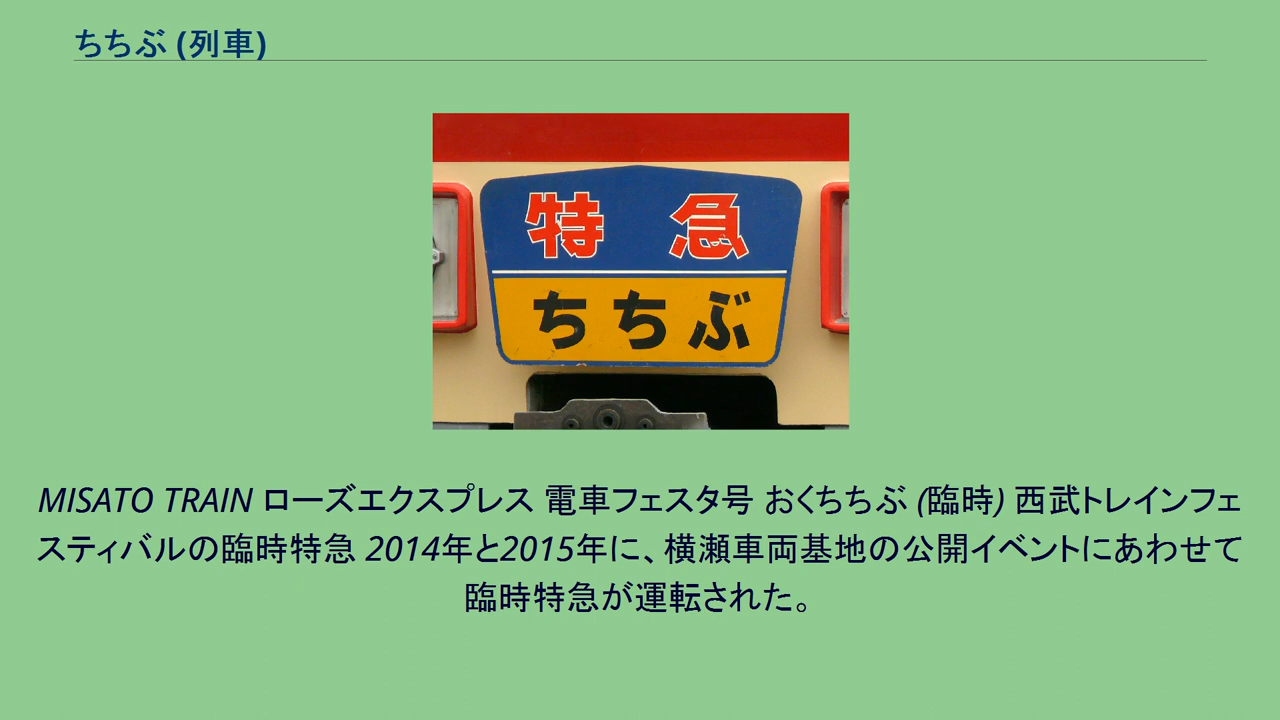 ちちぶ (列車)
特 急
ちちぶ
MISATO TRAIN ローズエクスプレス 電車フェスタ号 おくちちぶ (臨時) 西武トレインフェ
スティバルの臨時特急 2014年と2015年に、横瀬車両基地の公開イベントにあわせて
臨時特急が運転された。